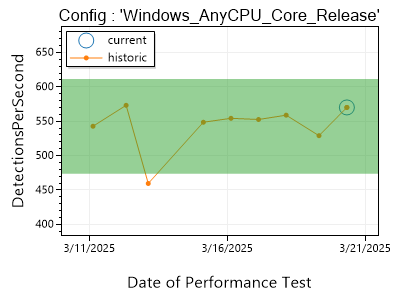 Config : 'Windows_AnyCPU_Core_Release'
current
historic
DetectionsPerSecond
650
600
550
500
450
400
3/11/2025
3/16/2025
3/21/2025
Date of Performance Test